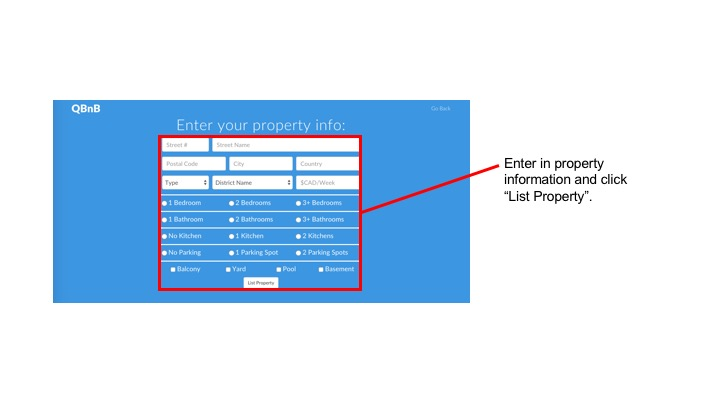 QBnB
Go Back
Enter your property info:
Street # Street Name
Postal Code City Country
Type District Name $CAD/Week
1 Bedroom 2 Bedrooms 3+ Bedrooms
1 Bathroom 2 Bathrooms 3+ Bathrooms
No Kitchen 1 Kitchen 2 Kitchens
No Parking 1 Parking Spot 2 Parking Spots
Balcony Yard Pool Basement
List Property
Enter in property
information and click
“List Property”.